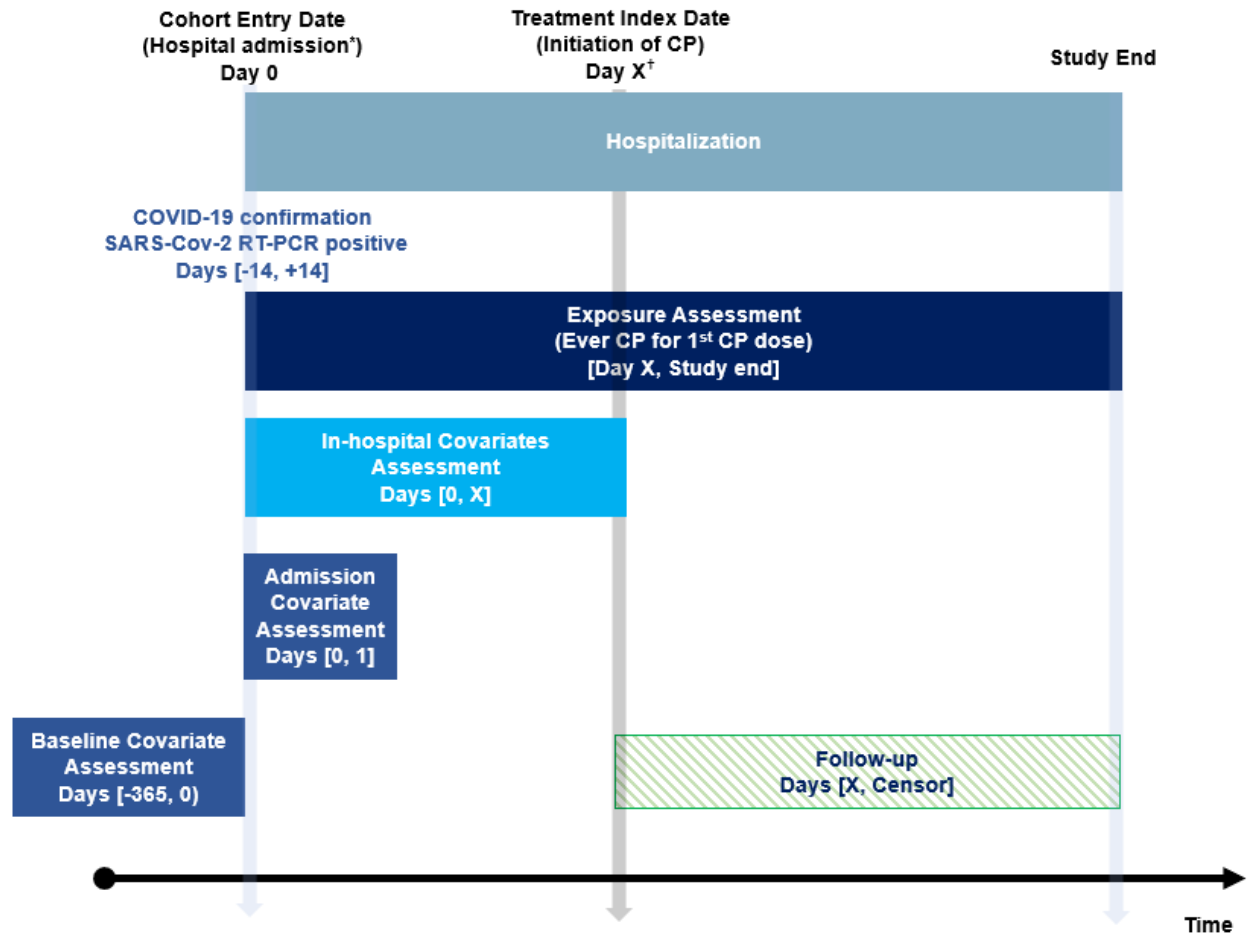 Cohort Entry Date
(Hospital admission*)
Day 0
Treatment Index Date
(Initiation of CP)
Day X†
Study End
Hospitalization
COVID-19 confirmation
SARS-Cov-2 RT-PCR positive
Days [-14, +14]
Exposure Assessment
(Ever CP for 1st CP dose)
[Day X, Study end]
In-hospital Covariates
Assessment
Days [0, X]
Admission
Covariate
Assessment
Days [0, 1]
Baseline Covariate
Assessment
Days [-365, 0)
Follow-up
Days [X, Censor]
Time